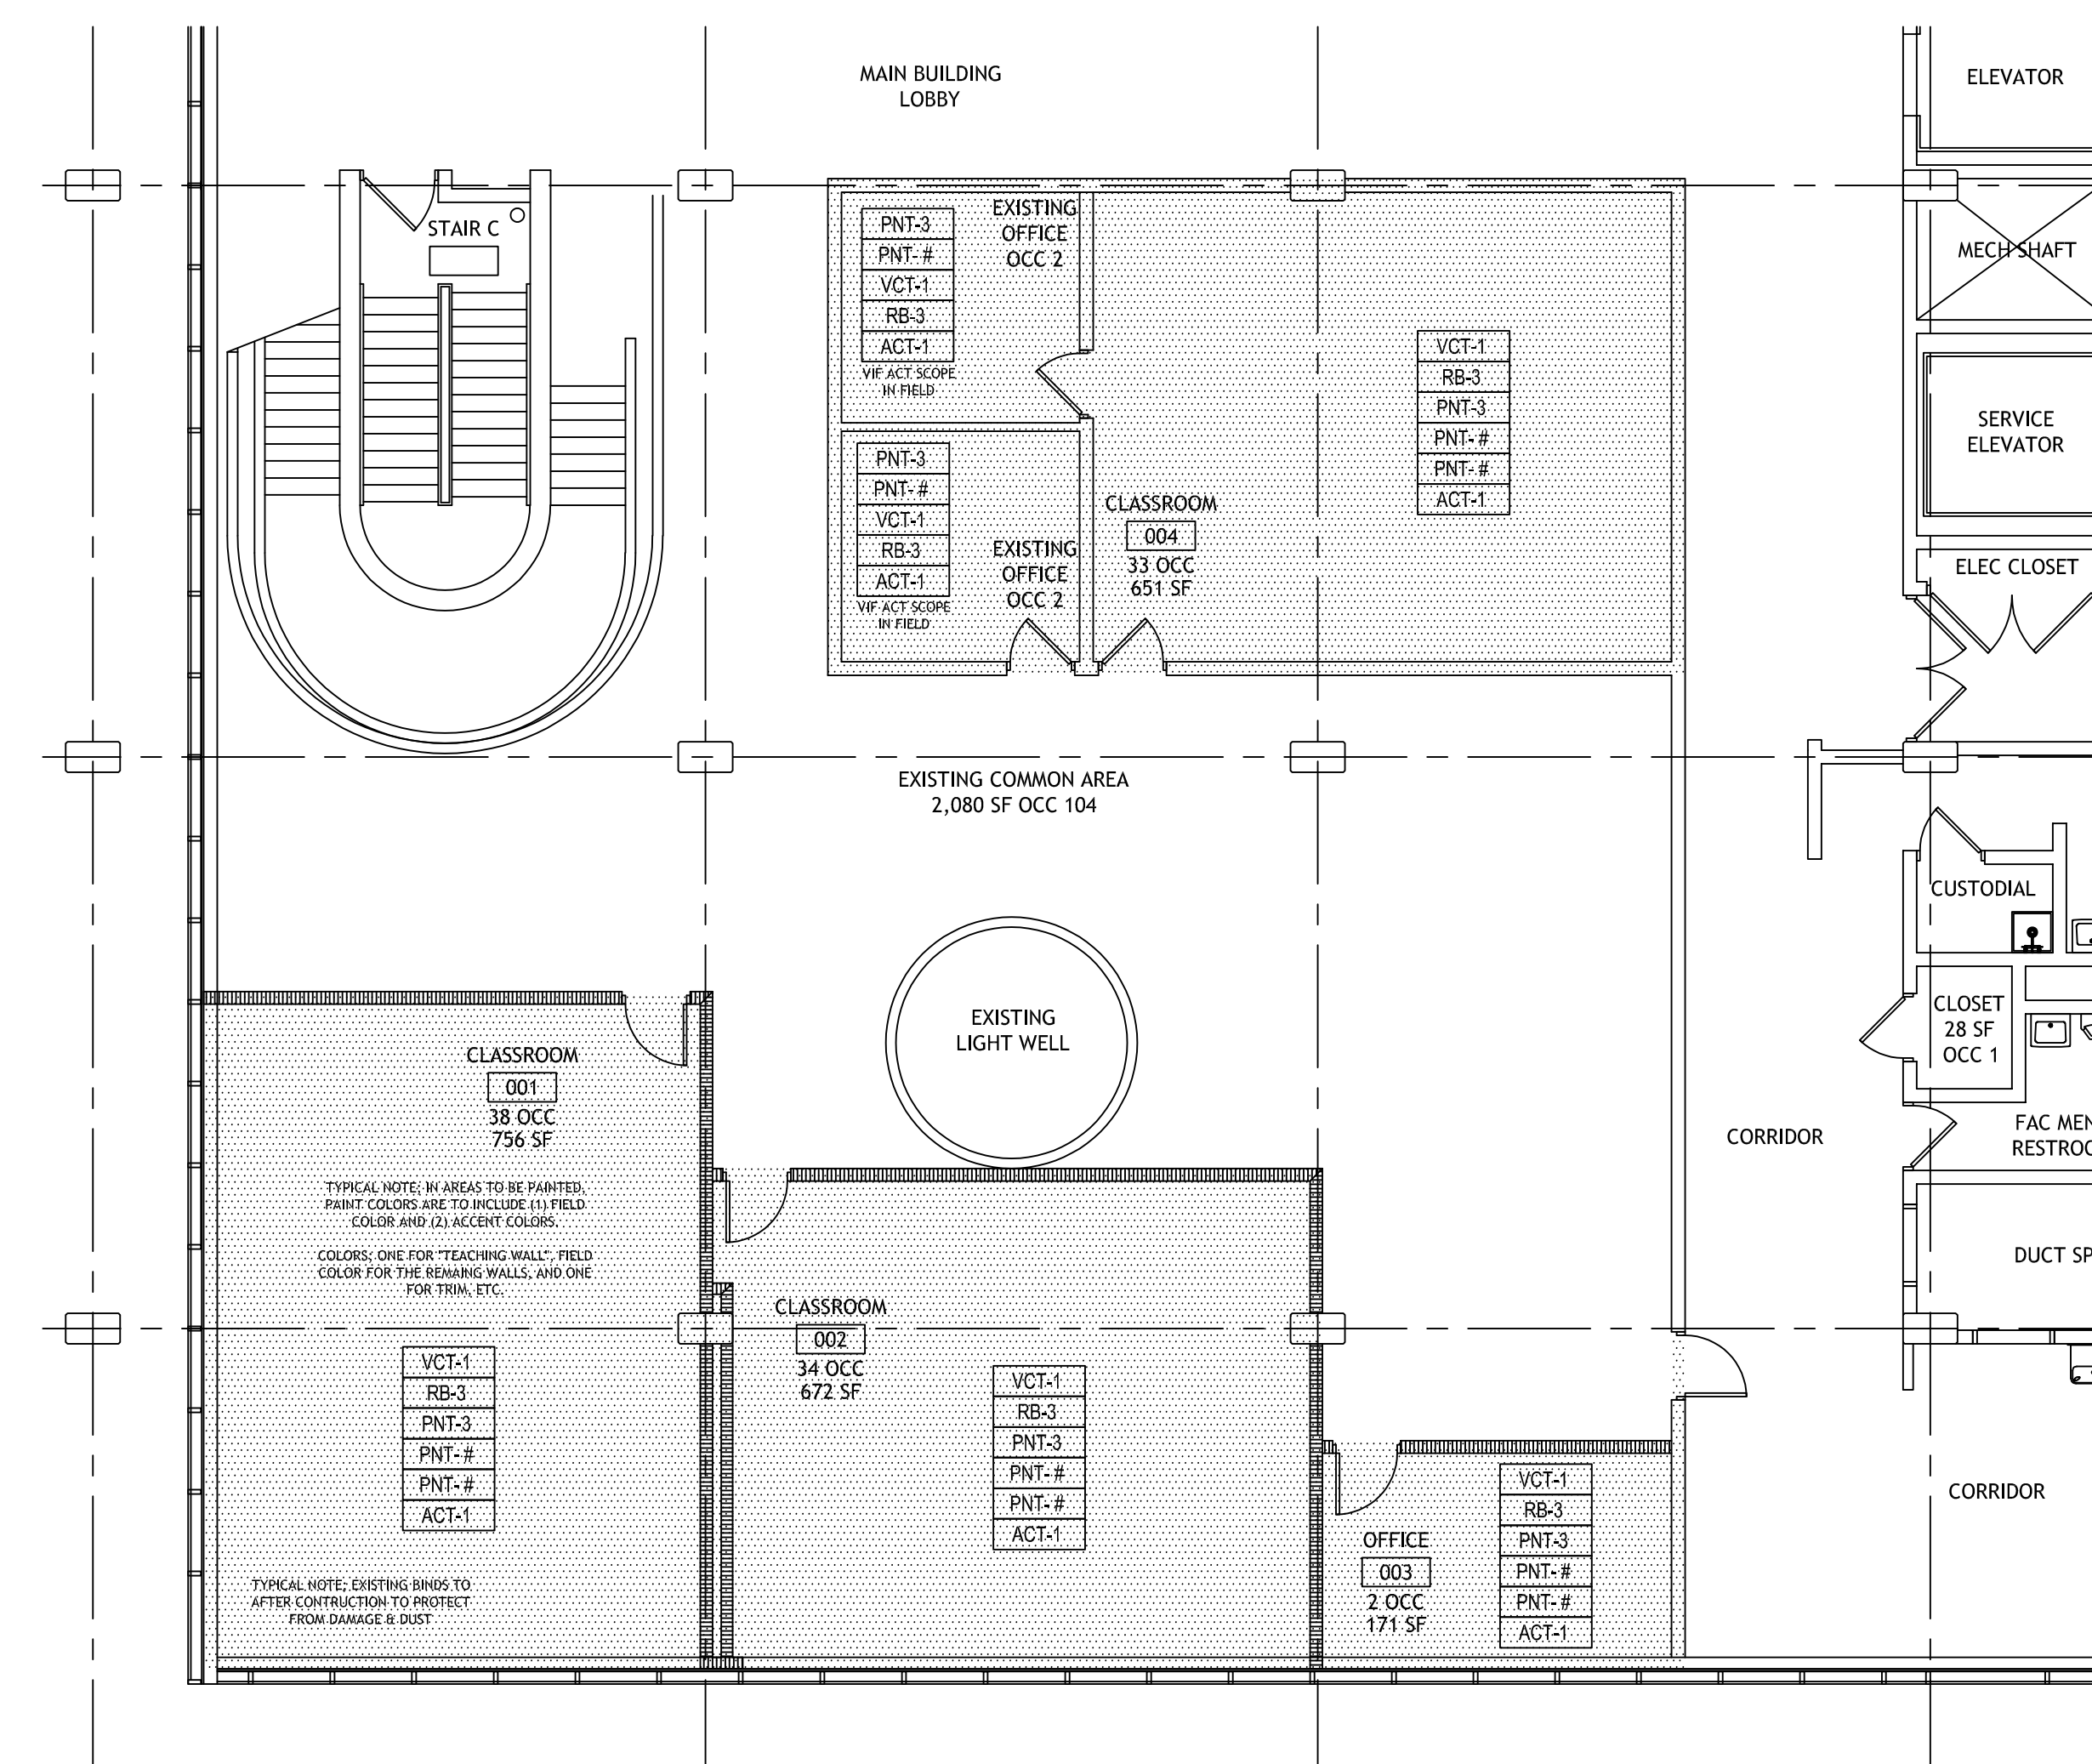 MAIN BUILDING
LOBBY
ELEVATOR
STAIR C
MECH SHAFT
PNT-3
PNT- #
VCT-1
RB-3
ACT-1
VIF ACT SCOPE
IN FIELD
EXISTING
OFFICE
OCC 2
VCT-1
RB-3
PNT-3
PNT- #
PNT- #
ACT-1
SERVICE
ELEVATOR
PNT-3
PNT- #
VCT-1
RB-3
ACT-1
VIF ACT SCOPE
IN FIELD
EXISTING
OFFICE
OCC 2
CLASSROOM
004
33 OCC
651 SF
ELEC CLOSET
EXISTING COMMON AREA
2,080 SF OCC 104
CUSTODIAL
EXISTING
LIGHT WELL
CLOSET
28 SF
OCC 1
CLASSROOM
001
38 OCC
756 SF
CORRIDOR
FAC MEN
RESTROO
TYPICAL NOTE; IN AREAS TO BE PAINTED,
PAINT COLORS ARE TO INCLUDE (1) FIELD
COLOR AND (2) ACCENT COLORS.
COLORS; ONE FOR "TEACHING WALL", FIELD
COLOR FOR THE REMAING WALLS, AND ONE
FOR TRIM, ETC.
DUCT SP
CLASSROOM
002
34 OCC
672 SF
VCT-1
RB-3
PNT-3
PNT- #
PNT- #
ACT-1
VCT-1
RB-3
PNT-3
PNT- #
PNT- #
ACT-1
CORRIDOR
OFFICE
003
2 OCC
171 SF
VCT-1
RB-3
PNT-3
PNT- #
PNT- #
ACT-1
TYPICAL NOTE; EXISTING BINDS TO
AFTER CONTRUCTION TO PROTECT
FROM DAMAGE & DUST